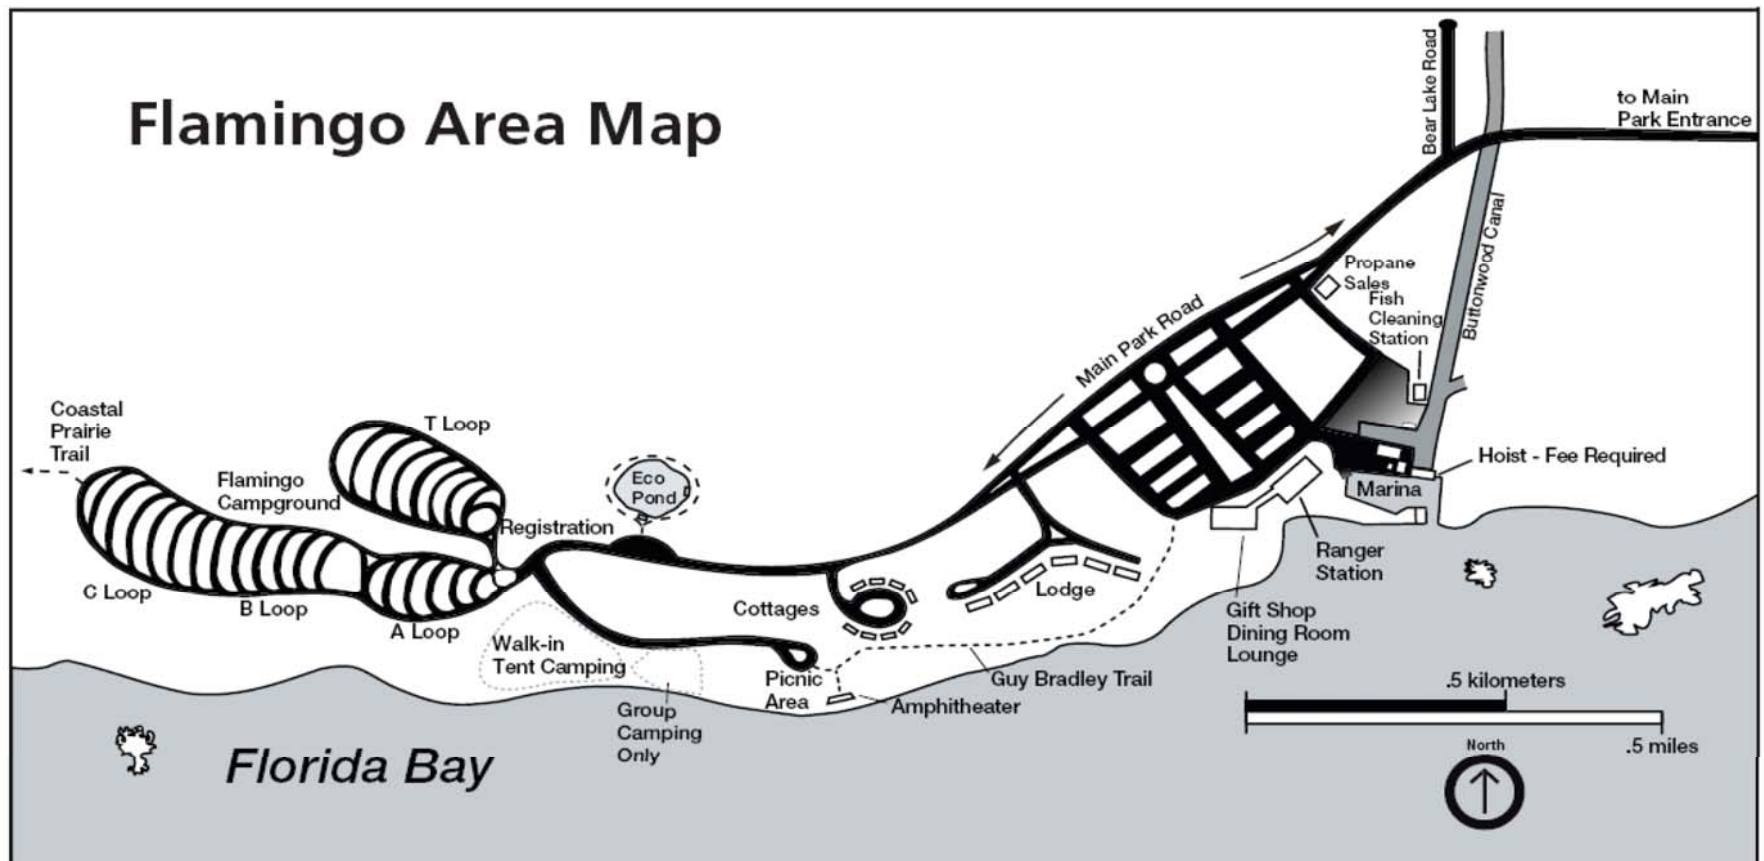 Flamingo Area Map
Bear Lake Road
to Main
Park Entrance
Buttonwood Canal
Propane
Sales
Fish
Cleaning
Station
Main Park Road
Coastal
Prairie
Trail
T Loop
Flamingo
Campground
Eco
Pond
Registration
Hoist - Fee Required
Marina
Ranger
Station
C Loop
B Loop
A Loop
Cottages
Lodge
Gift Shop
Dining Room
Lounge
Walk-in
Tent Camping
Picnic
Area
Guy Bradley Trail
Amphitheater
Group
Camping
Only
Florida Bay
.5 kilometers
.5 miles
North